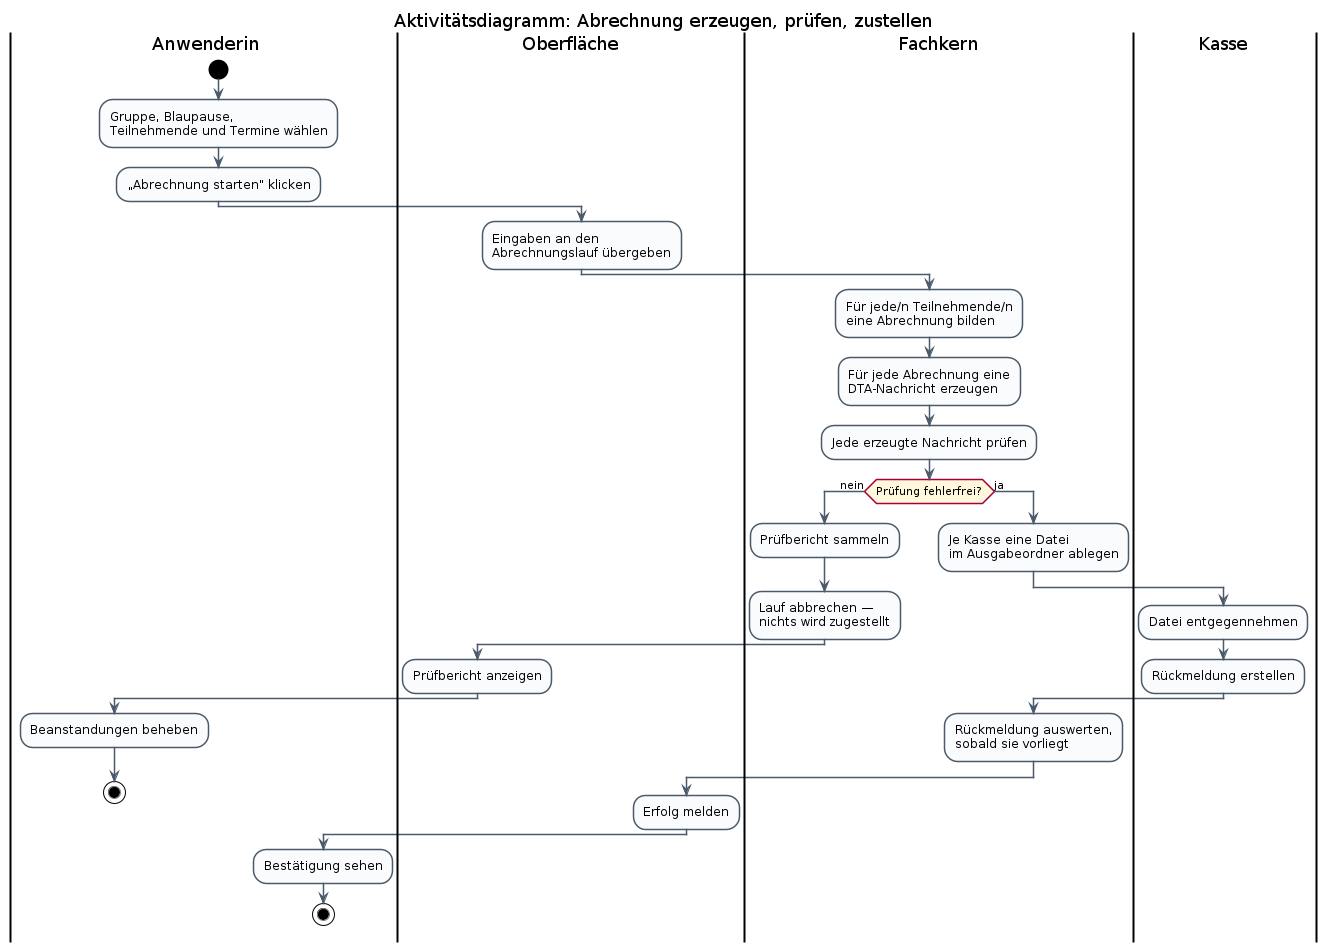 Aktivitätsdiagramm: Abrechnung erzeugen, prüfen, zustellen
Anwenderin
Oberfläche
Fachkern
Kasse
Gruppe, Blaupause,
Teilnehmende und Termine wählen
„Abrechnung starten" klicken
Eingaben an den
Abrechnungslauf übergeben
Für jede/n Teilnehmende/n
eine Abrechnung bilden
Für jede Abrechnung eine
DTA-Nachricht erzeugen
Jede erzeugte Nachricht prüfen
nein
Prüfung fehlerfrei?
ja
Prüfbericht sammeln
Je Kasse eine Datei
im Ausgabeordner ablegen
Lauf abbrechen —
nichts wird zugestellt
Datei entgegennehmen
Prüfbericht anzeigen
Rückmeldung erstellen
Beanstandungen beheben
Rückmeldung auswerten,
sobald sie vorliegt
Erfolg melden
Bestätigung sehen